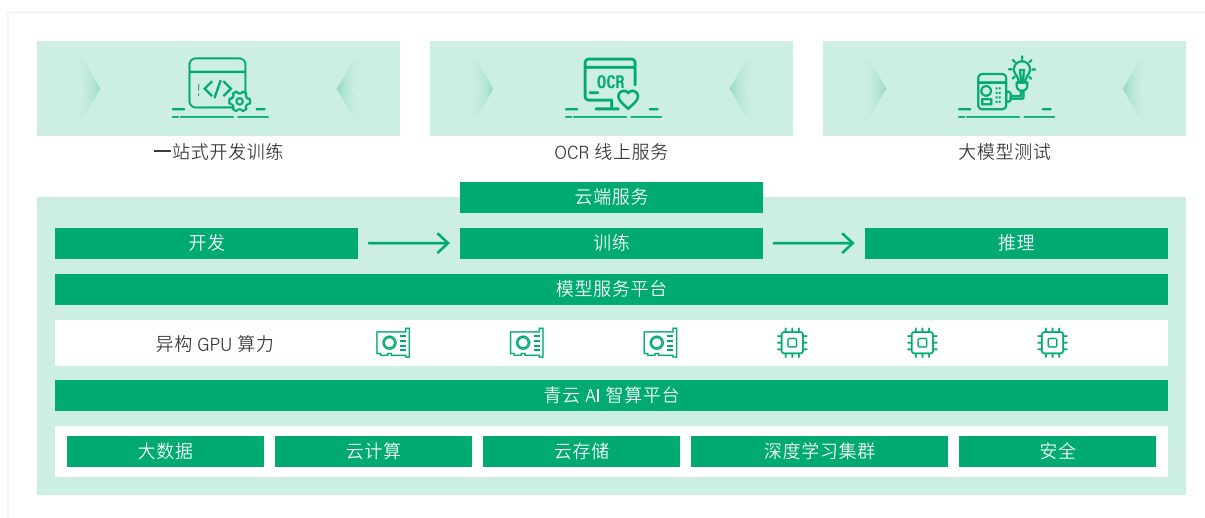 OCR
一站式开发训练
OCR 线上服务
大模型测试
云端服务
开发
训练
推理
模型服务平台
异构 GPU 算力
青云 AI 智算平台
大数据
云计算
云存储
深度学习集群
安全